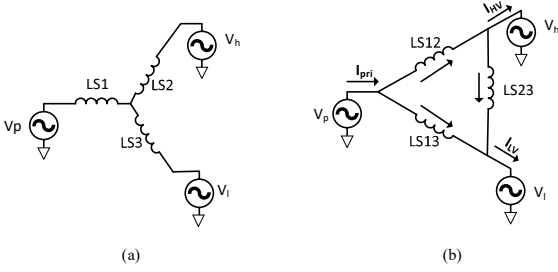 Vp
LS1
LS2
LS3
Vh
Vl
(a)
Vp
Ipri
LS12
LS13
LS23
IHV
ILV
Vh
Vl
(b)